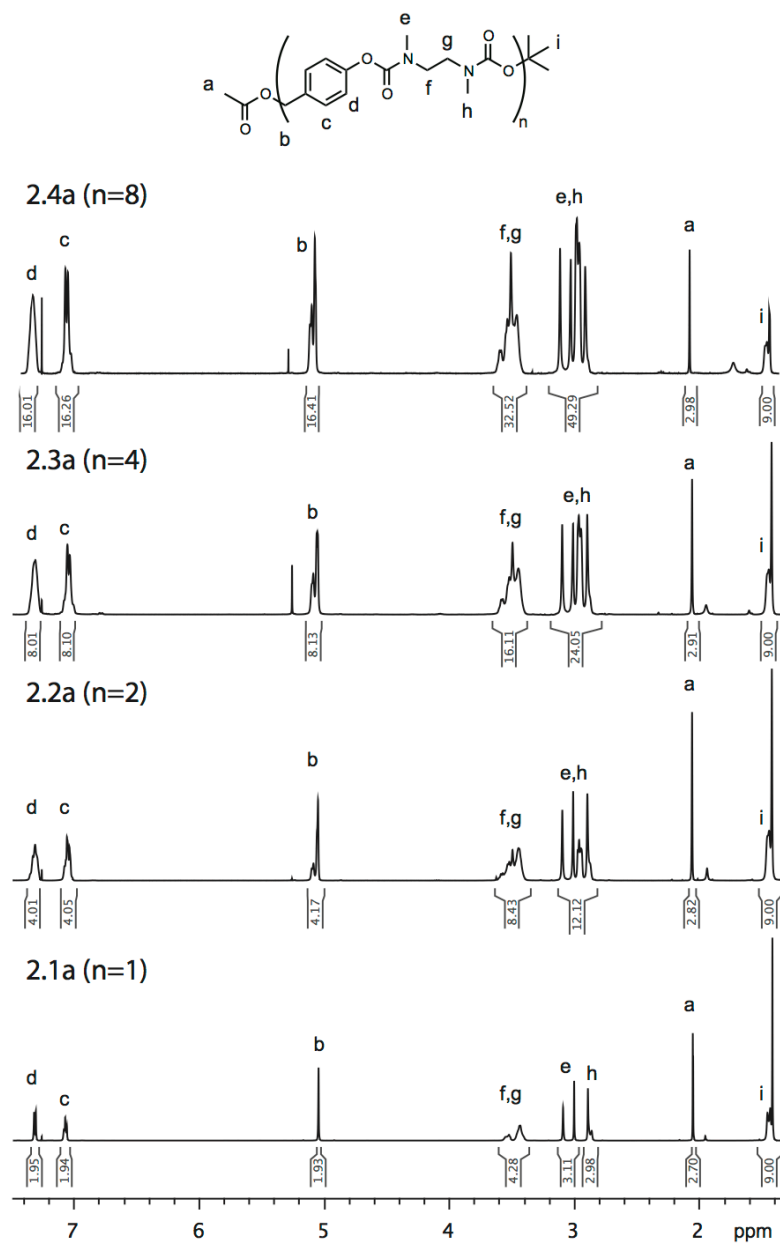 e
g
i
O N O
a O N O
O f
O d h
c n
b
2.4a (n=8)
e,h
c
b f,g a
d
i
16.01 16.26 16.41 32.52 49.29 2.98 9.00
2.3a (n=4)
a
e,h
b
c f,g
d
i
8.01 8.10 8.13 16.11 24.05 2.91 9.00
2.2a (n=2)
a
b
e,h
d c f,g
i
4.01 4.05 4.17 8.43 12.12 2.82 9.00
2.1a (n=1)
a
b
e h
d
c f,g i
1.95 1.94 1.93 4.28 3.11 2.98 2.70 9.00
7 6 5 4 3 2 ppm